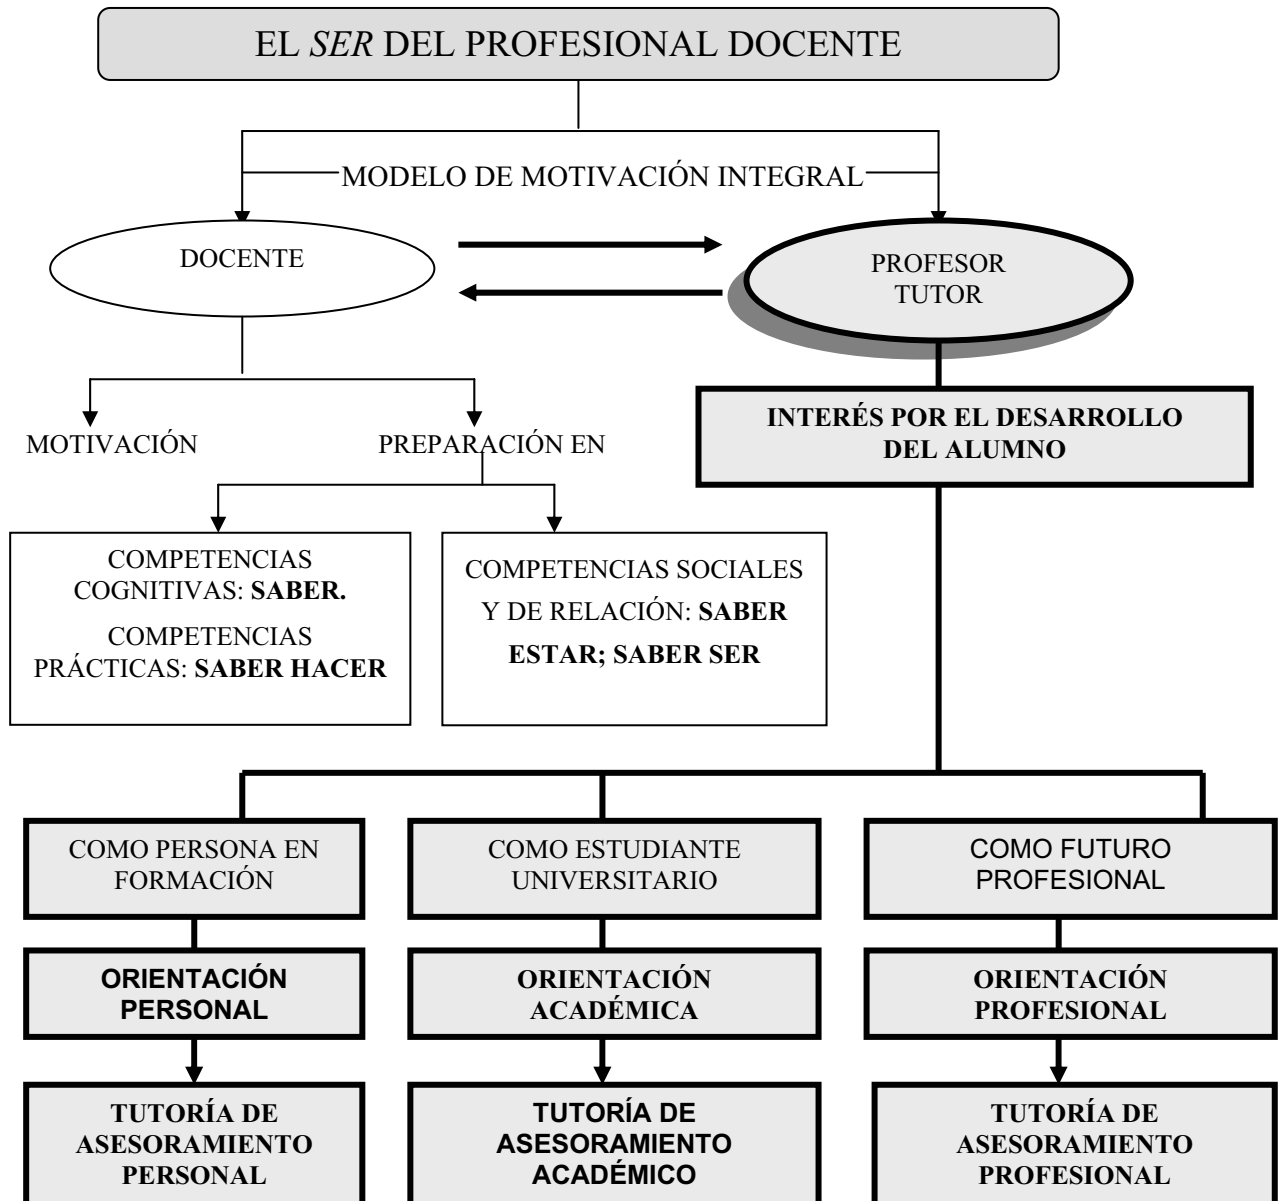 EL SER DEL PROFESIONAL DOCENTE
MODELO DE MOTIVACIÓN INTEGRAL
DOCENTE
PROFESOR
TUTOR
MOTIVACIÓN
PREPARACIÓN EN
INTERÉS POR EL DESARROLLO
DEL ALUMNO
COMPETENCIAS
COGNITIVAS: SABER.
COMPETENCIAS
PRÁCTICAS: SABER HACER
COMPETENCIAS SOCIALES
Y DE RELACIÓN: SABER
ESTAR; SABER SER
COMO PERSONA EN
FORMACIÓN
COMO ESTUDIANTE
UNIVERSITARIO
COMO FUTURO
PROFESIONAL
ORIENTACIÓN
PERSONAL
ORIENTACIÓN
ACADÉMICA
ORIENTACIÓN
PROFESIONAL
TUTORÍA DE
ASESORAMIENTO
PERSONAL
TUTORÍA DE
ASESORAMIENTO
ACADÉMICO
TUTORÍA DE
ASESORAMIENTO
PROFESIONAL